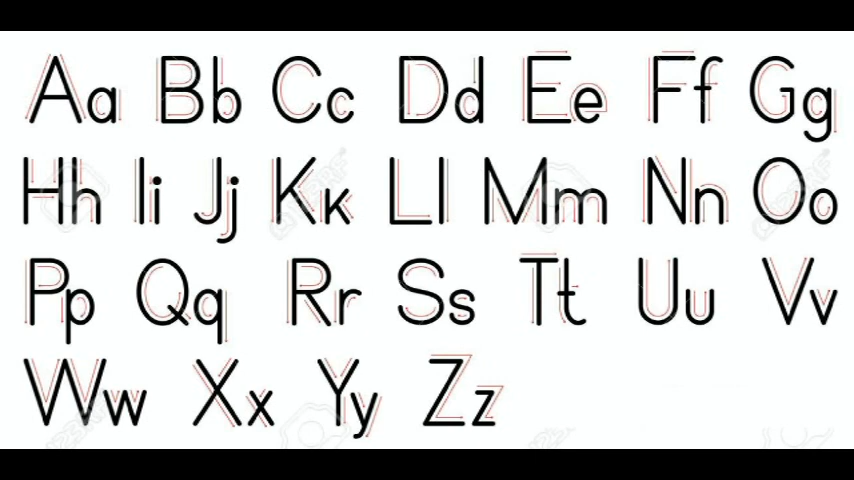 Aa Bb Cc Dd Ee Ff Gg
Hh Ii Jj Kк Ll Mm Nn Oo
Pp Qq Rr Ss Tt Uu Vv
Ww Xx Yy Zz